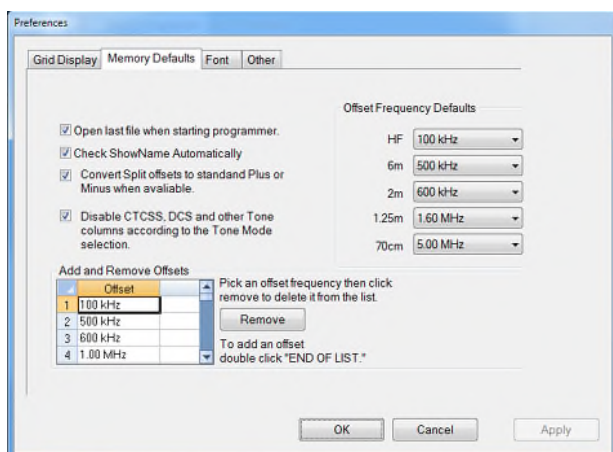 Preferences
Grid Display Memory Defaults Font Other
Open last file when starting programmer.
Check ShowName Automatically
Convert Split offsets to standand Plus or
Minus when avaliable.
Disable CTCSS, DCS and other Tone
columns according to the Tone Mode
selection.
Offset Frequency Defaults
HF 100 kHz
6m 500 kHz
2m 600 kHz
1.25m 1.60 MHz
70cm 5.00 MHz
Add and Remove Offsets
Offset
1 100 kHz
2 500 kHz
3 600 kHz
4 1.00 MHz
Pick an offset frequency then click
remove to delete it from the list.
Remove
To add an offset
double click "END OF LIST."
OK Cancel Apply